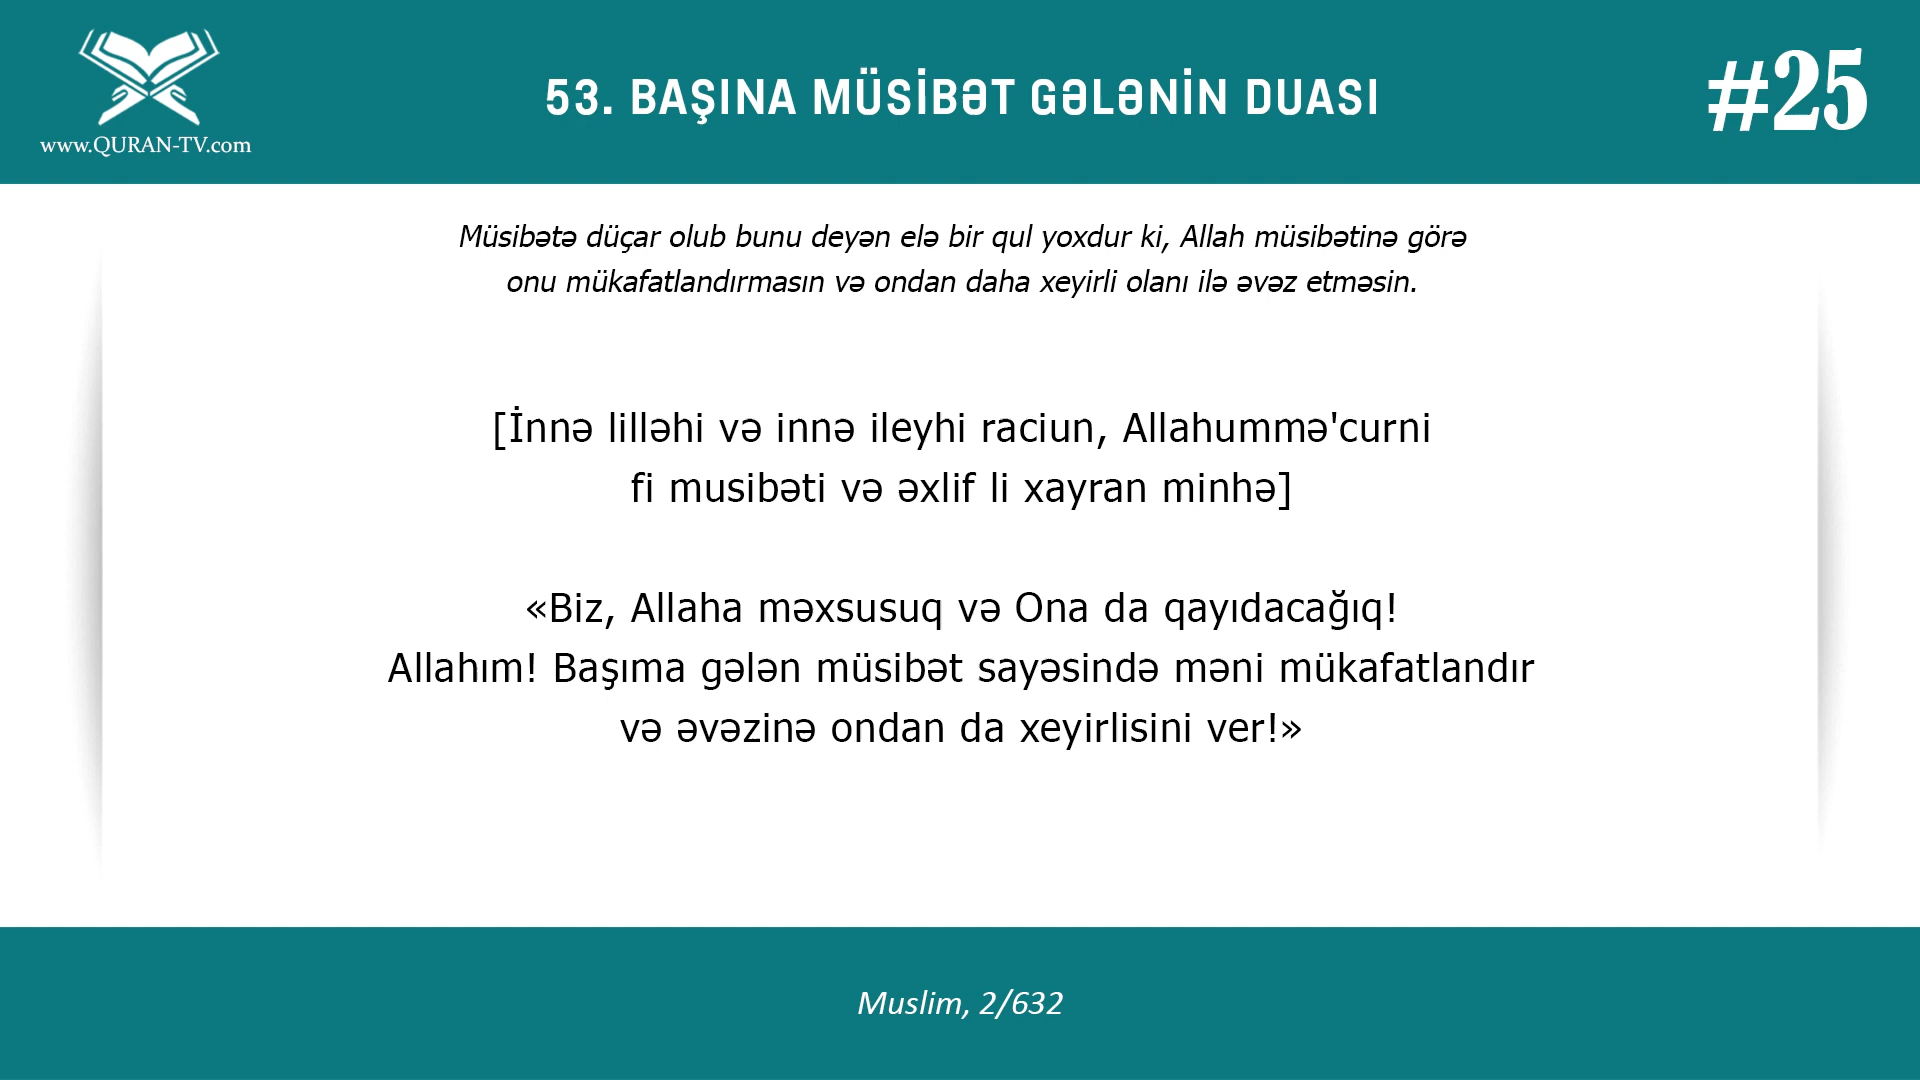 www.QURAN-TV.com
53. BAŞINA MÜSİBƏT GƏLƏNİN DUASI
#25
Müsibətə düçar olub bunu deyən elə bir qul yoxdur ki, Allah müsibətinə görə
onu mükafatlandırmasın və ondan daha xeyirli olanı ilə əvəz etməsin.
[İnnə lilləhi və innə ileyhi raciun, Allahummə'curni
fi musibəti və əxlif li xayran minhə]
«Biz, Allaha məxsusuq və Ona da qayıdacağıq!
Allahım! Başıma gələn müsibət sayəsində məni mükafatlandır
və əvəzinə ondan da xeyirlisini ver!»
Muslim, 2/632